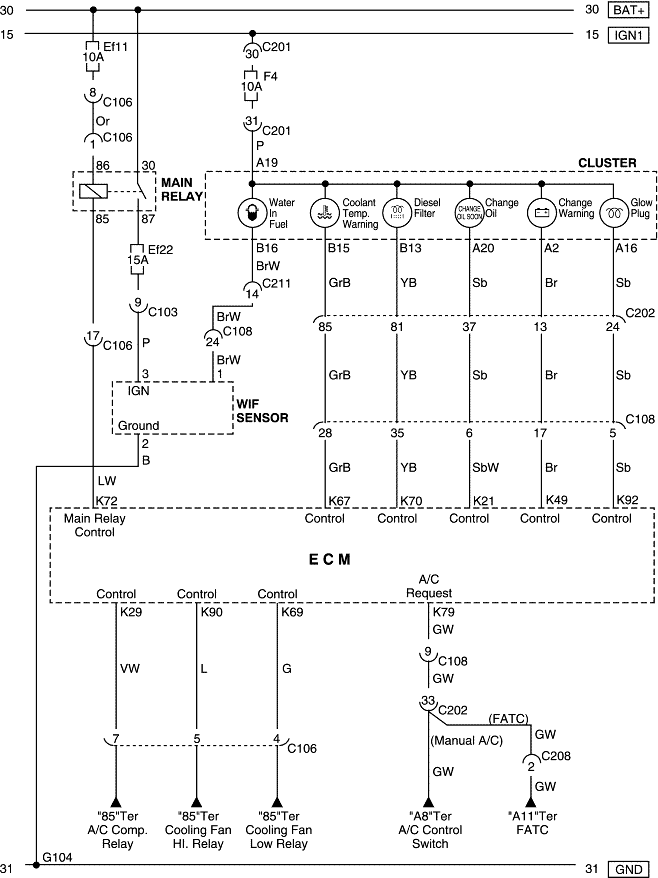 30 30 BAT+
15 15 IGN1
Ef11
10A
8 C106
Or
C106
1
86 30
MAIN
RELAY
85 87
Ef22
15A
9 C103
17 C106
P
30 C201
F4
10A
31 C201
P
A19
CLUSTER
Water
In
Fuel
Coolant
Temp.
Warning
Diesel
Filter
CHANGE
OIL SOON
Change
Oil
Change
Warning
Glow
Plug
B16 B15 B13 A20 A2 A16
BrW GrB YB Sb Br Sb
14 C211
BrW
C108
24
BrW
C202
85 81 37 13 24
GrB YB Sb Br Sb
C108
28 35 6 17 5
GrB YB SbW Br Sb
3 1
IGN
WIF
SENSOR
Ground
2
B
LW
K72 K67 K70 K21 K49 K92
Main Relay
Control
Control Control Control Control Control
ECM
Control Control Control
A/C
Request
K29 K90 K69 K79
GW
VW L G
9 C108
GW
33 C202
(FATC)
(Manual A/C)
GW
C208
2
GW
GW
7 5 4 C106
"85"Ter
A/C Comp.
Relay
"85"Ter
Cooling Fan
HI. Relay
"85"Ter
Cooling Fan
Low Relay
"A8"Ter
A/C Control
Switch
"A11"Ter
FATC
G104
31 31 GND